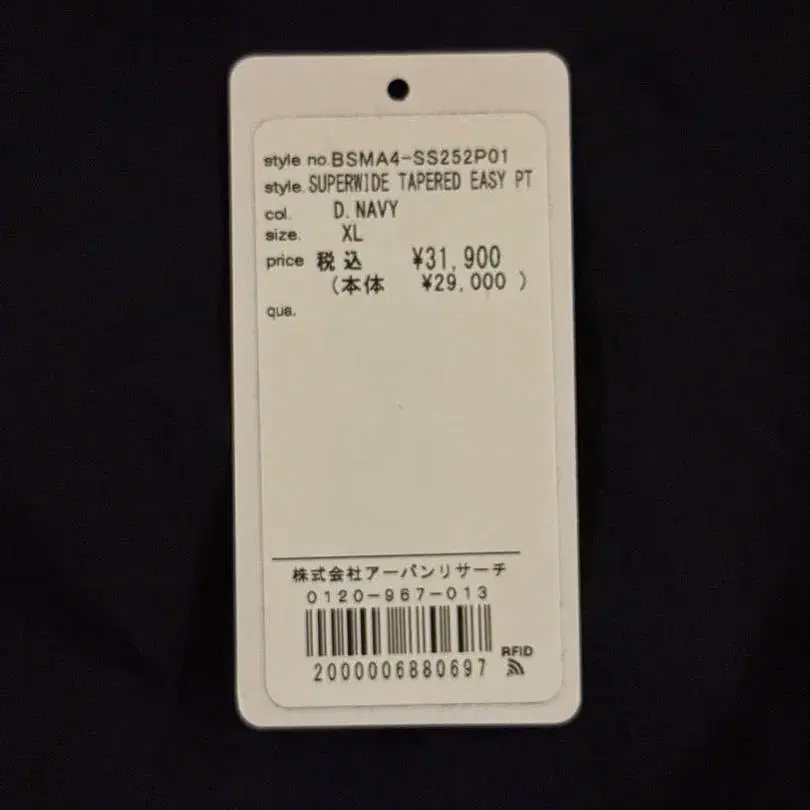 style no.BSMA4-SS252P01
style. SUPERWIDE TAPERED EASY PT
col. D.NAVY
size. XL
price 税込 ¥31,900
(本体 ¥29,000 )
qua.
株式会社アーバンリサーチ
0120-967-013
RFID
2000006880697